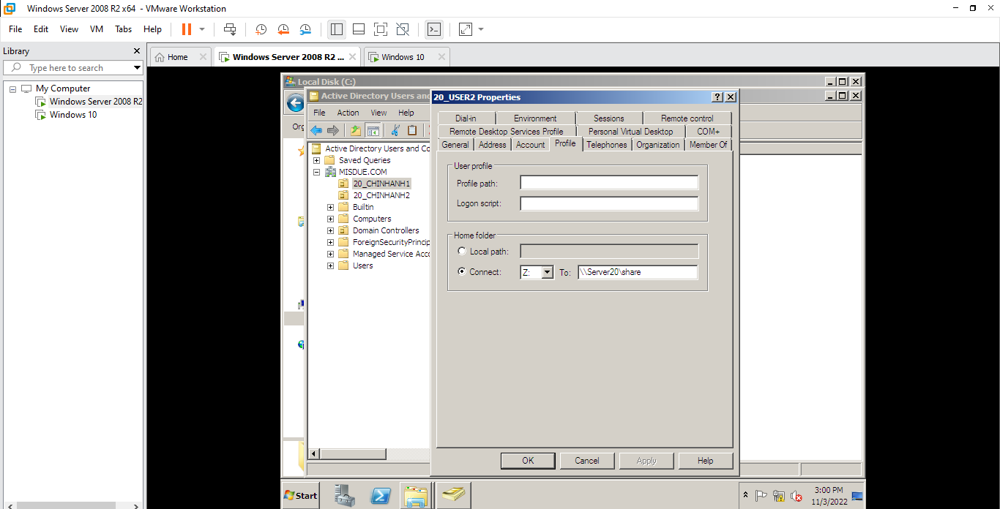 Windows Server 2008 R2 x64 - VMware Workstation
File Edit View VM Tabs Help
Library
Type here to search
My Computer
Windows Server 2008 R2
Windows 10
Home
Windows Server 2008 R2 ...
Windows 10
Local Disk (C:)
Active Directory Users and
File Action View Help
Org
Active Directory Users and Co
Saved Queries
MISDUE.COM
20_CHINHANH1
20_CHINHANH2
Builtin
Computers
Domain Controllers
ForeignSecurityPrincip
Managed Service Acco
Users
20_USER2 Properties
Dial-in Environment Sessions Remote control
Remote Desktop Services Profile Personal Virtual Desktop COM+
General Address Account Profile Telephones Organization Member Of
User profile
Profile path:
Logon script:
Home folder
Local path:
Connect: Z: To: \\Server20\share
OK Cancel Apply Help
Start
3:00 PM
11/3/2022